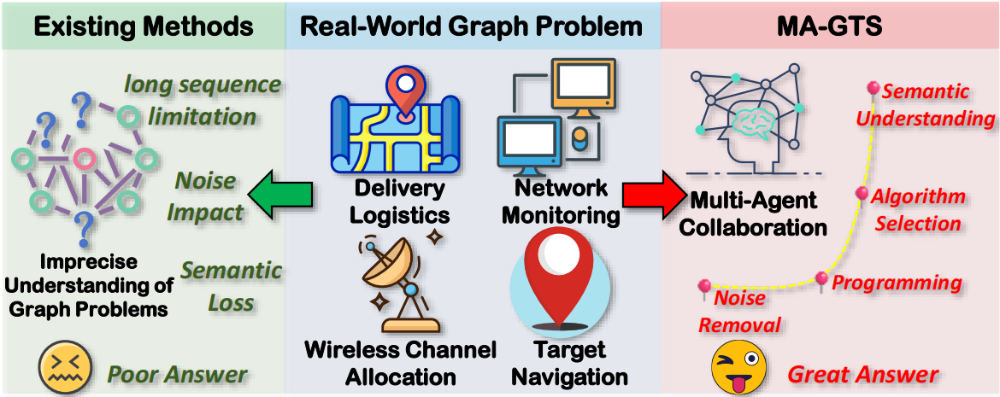 Existing Methods
long sequence
limitation
?
?
Noise
Impact
?
Imprecise
Understanding of
Graph Problems
Semantic
Loss
Poor Answer
Real-World Graph Problem
Delivery
Logistics
Network
Monitoring
Wireless Channel
Allocation
Target
Navigation
MA-GTS
Multi-Agent
Collaboration
Semantic
Understanding
Algorithm
Selection
Programming
Noise
Removal
Great Answer